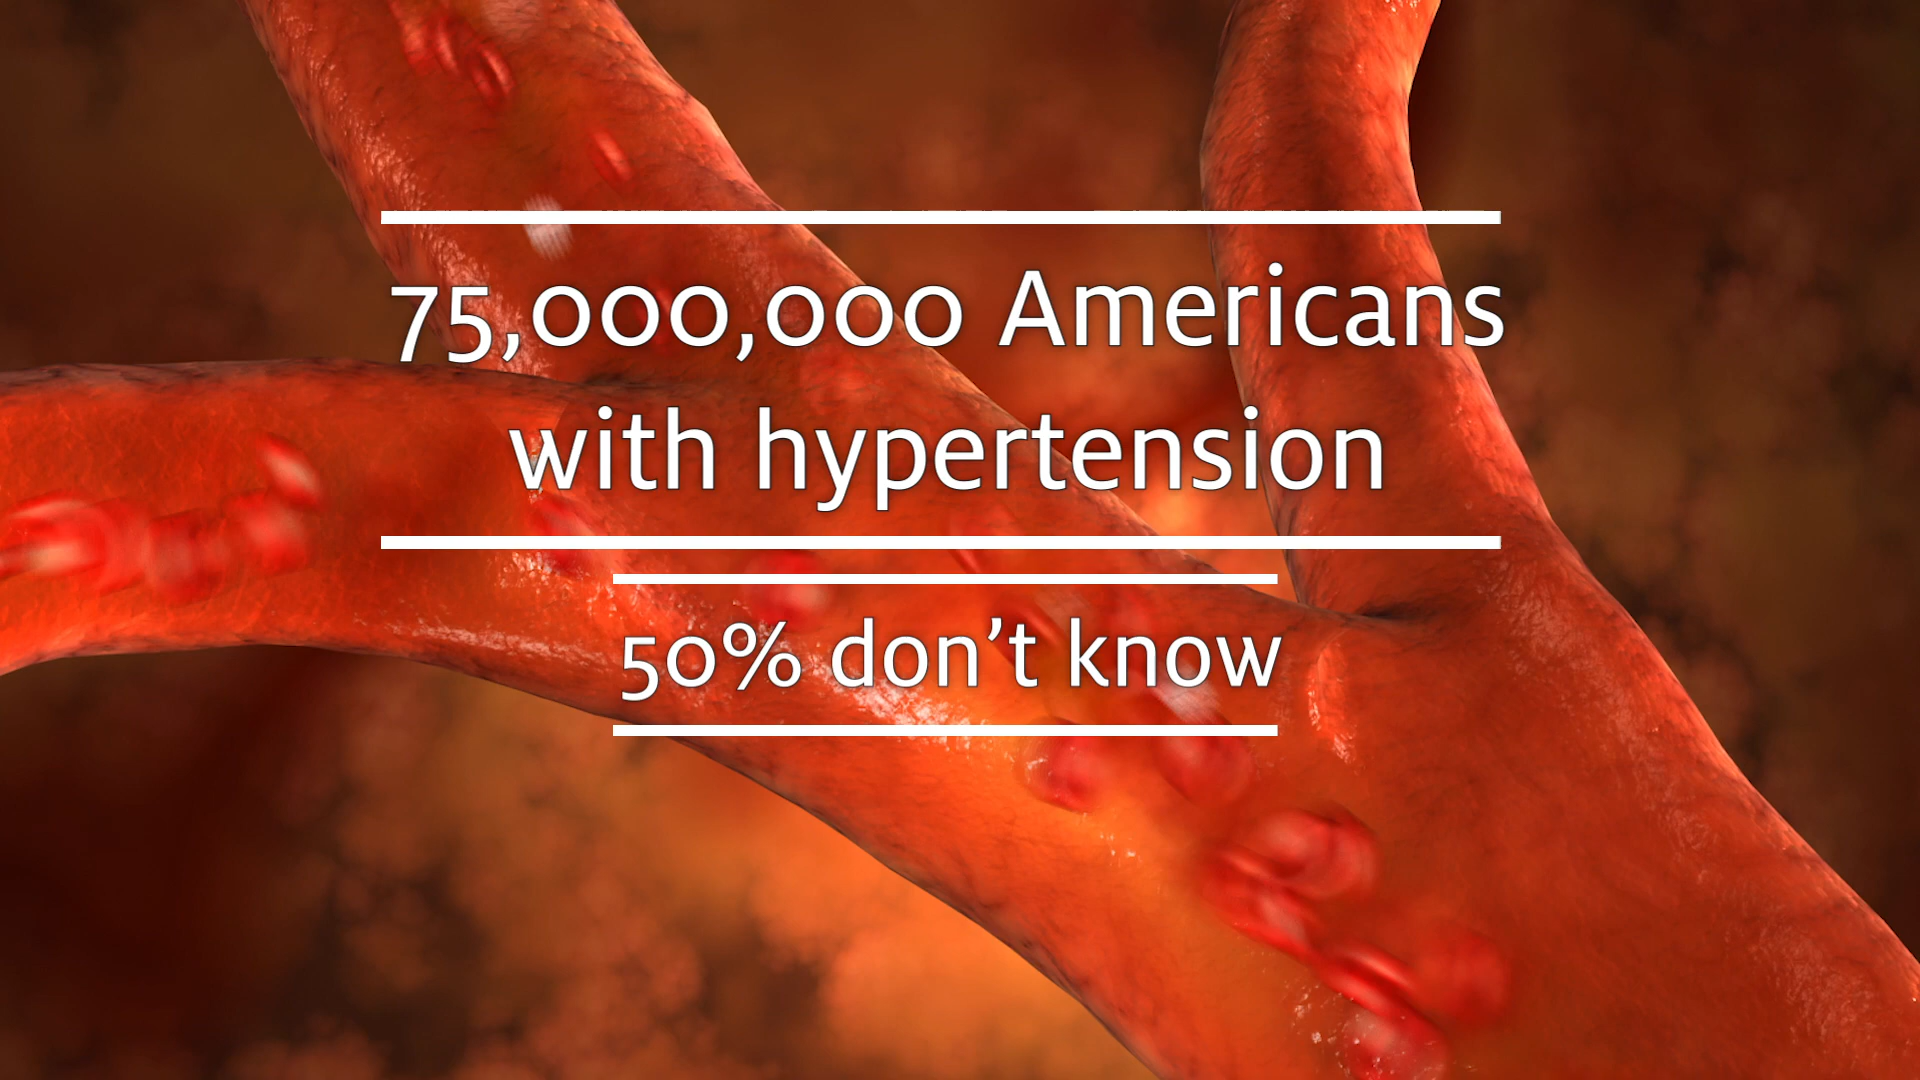 75,000,000 Americans
with hypertension
50% don’t know